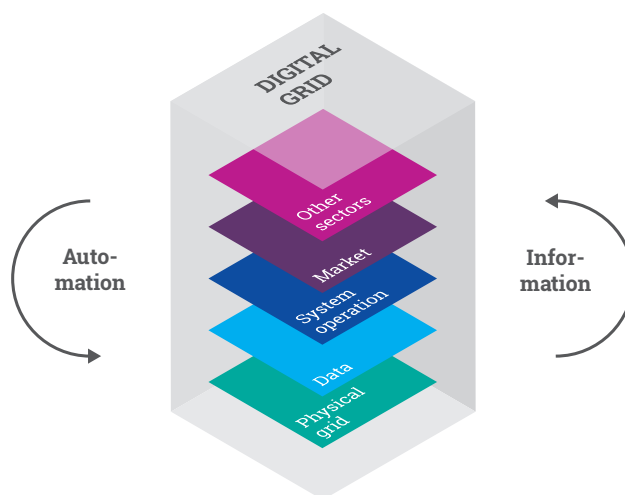 DIGITAL
GRID
Other
sectors
Market
System
operation
Data
Physical
grid
Auto-
mation
Infor-
mation